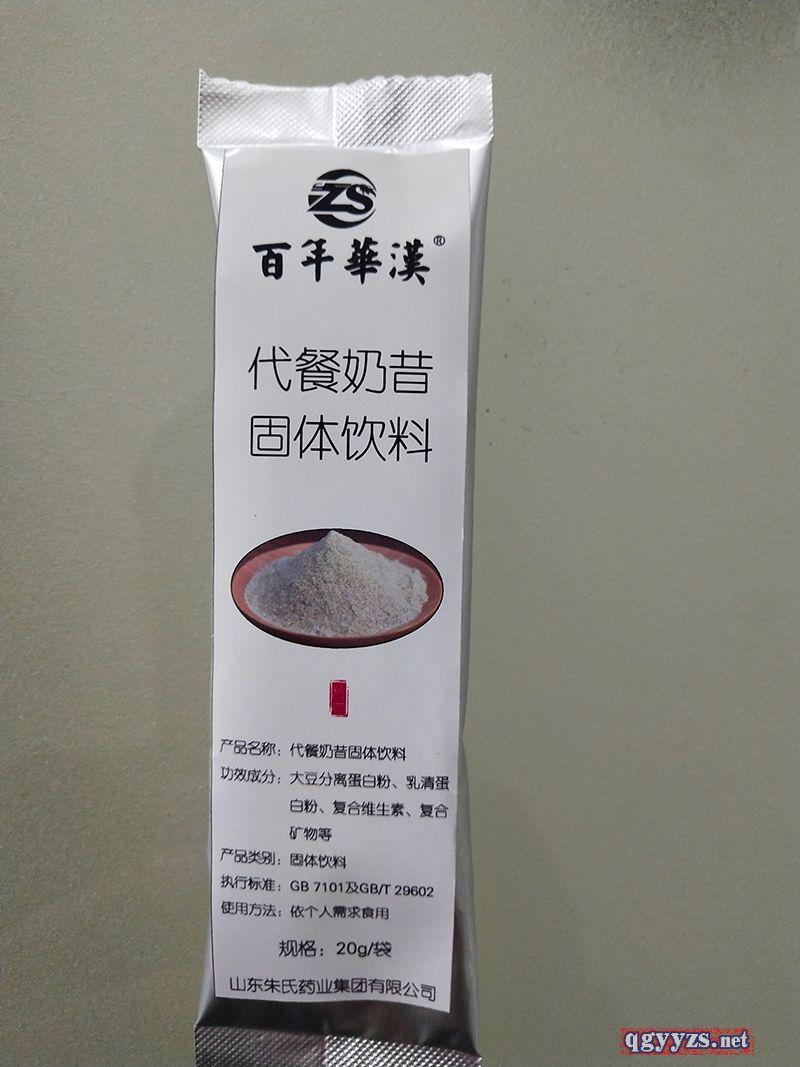 ZS
百年華漢®
代餐奶昔
固体饮料
产品名称：代餐奶昔固体饮料
功效成分：大豆分离蛋白粉、乳清蛋
白粉、复合维生素、复合
矿物等
产品类别：固体饮料
执行标准：GB 7101及GB/T 29602
使用方法：依个人需求食用
规格：20g/袋
山东朱氏药业集团有限公司
qgyyzs.net